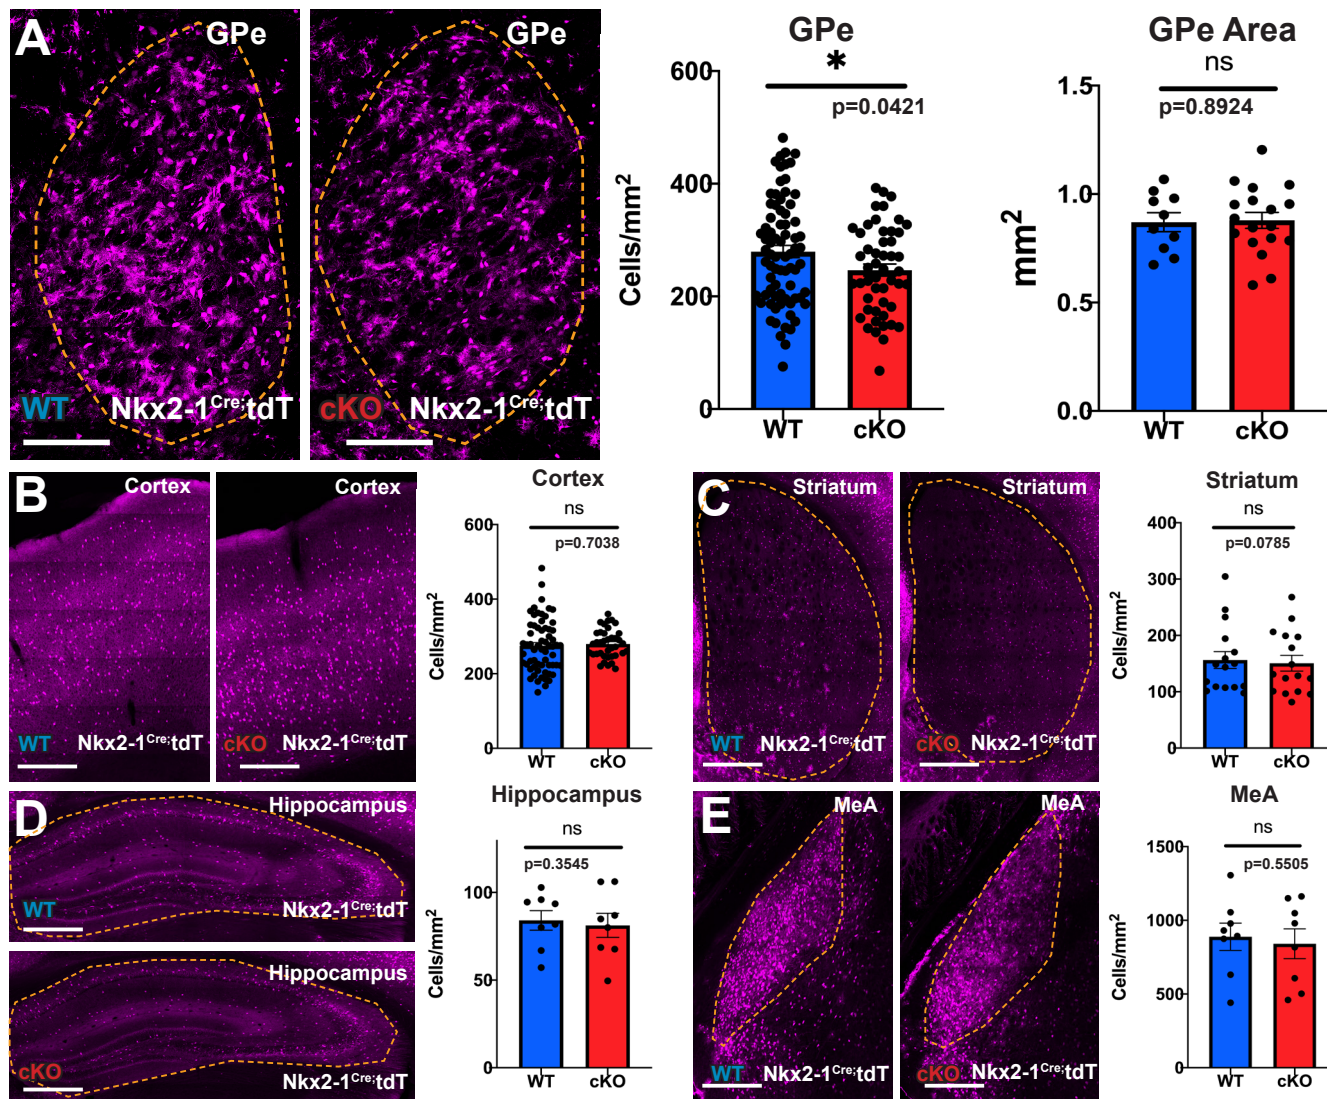 A
GPe
WT
Nkx2-1Cre;tdT
GPe
cKO
Nkx2-1Cre;tdT
GPe
*
p=0.0421
Cells/mm2
600
400
200
0
WT
cKO
GPe Area
ns
p=0.8924
mm2
1.5
1.0
0.5
0.0
WT
cKO
B
Cortex
WT
Nkx2-1Cre;tdT
Cortex
cKO
Nkx2-1Cre;tdT
Cortex
ns
p=0.7038
Cells/mm2
600
400
200
0
WT
cKO
C
Striatum
WT
Nkx2-1Cre;tdT
Striatum
cKO
Nkx2-1Cre;tdT
Striatum
ns
p=0.0785
Cells/mm2
400
300
200
100
0
WT
cKO
D
Hippocampus
WT
Nkx2-1Cre;tdT
Hippocampus
cKO
Nkx2-1Cre;tdT
Hippocampus
ns
p=0.3545
Cells/mm2
100
50
0
WT
cKO
E
MeA
WT
Nkx2-1Cre;tdT
MeA
cKO
Nkx2-1Cre;tdT
MeA
ns
p=0.5505
Cells/mm2
1500
1000
500
0
WT
cKO